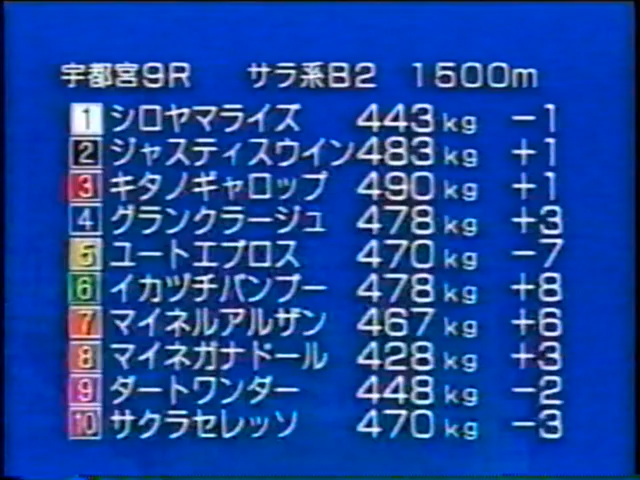 宇都宮9R サラ系B2 1500m
1 シロヤマライズ 443kg -1
2 ジャスティスウイン 483kg +1
3 キタノギャロップ 490kg +1
4 グランクラージュ 478kg +3
5 ユートエプロス 470kg -7
6 イカヅチバンブー 478kg +8
7 マイネルアルザン 467kg +6
8 マイネガナドール 428kg +3
9 ダートワンダー 448kg -2
10 サクラセレッソ 470kg -3